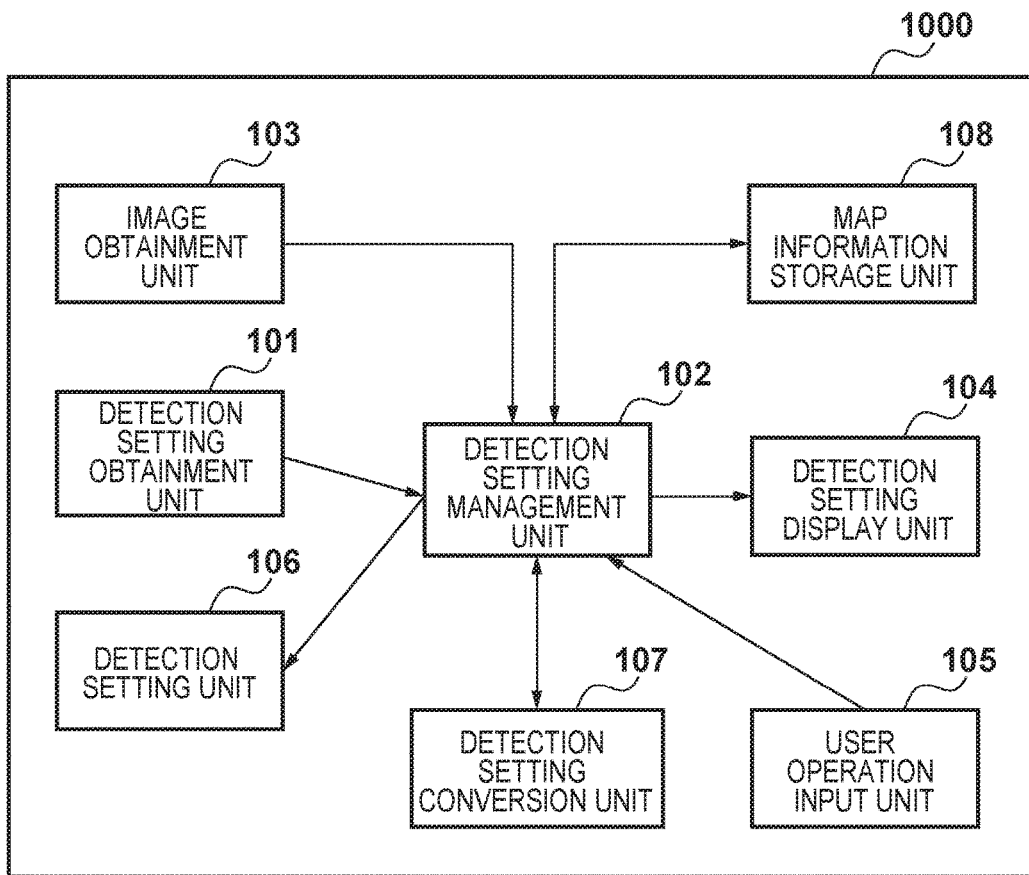 1000
103
IMAGE
OBTAINMENT
UNIT
108
MAP
INFORMATION
STORAGE UNIT
101
DETECTION
SETTING
OBTAINMENT
UNIT
102
DETECTION
SETTING
MANAGEMENT
UNIT
104
DETECTION
SETTING
DISPLAY UNIT
106
DETECTION
SETTING UNIT
107
DETECTION
SETTING
CONVERSION UNIT
105
USER
OPERATION
INPUT UNIT